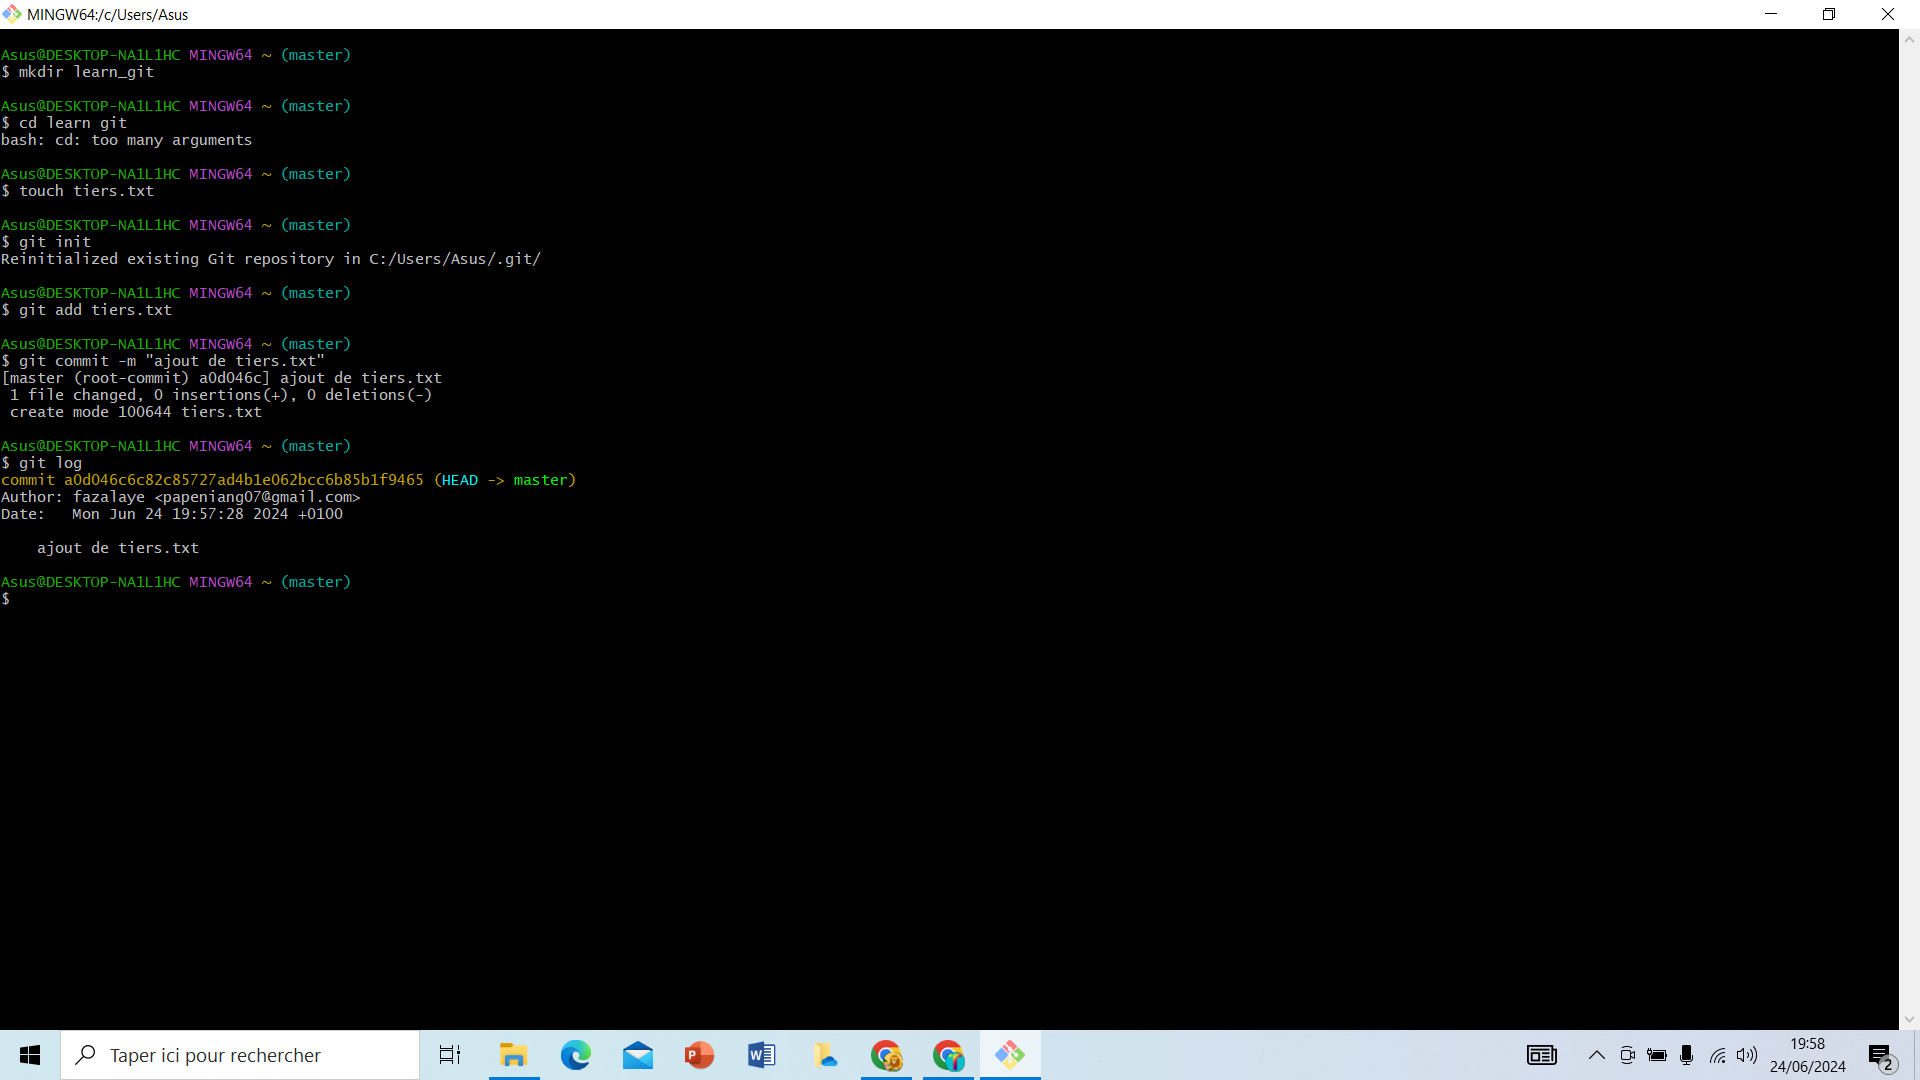 MINGW64:/c/Users/Asus
Asus@DESKTOP-NA1L1HC MINGW64 ~ (master)
$ mkdir learn_git
Asus@DESKTOP-NA1L1HC MINGW64 ~ (master)
$ cd learn git
bash: cd: too many arguments
Asus@DESKTOP-NA1L1HC MINGW64 ~ (master)
$ touch tiers.txt
Asus@DESKTOP-NA1L1HC MINGW64 ~ (master)
$ git init
Reinitialized existing Git repository in C:/Users/Asus/.git/
Asus@DESKTOP-NA1L1HC MINGW64 ~ (master)
$ git add tiers.txt
Asus@DESKTOP-NA1L1HC MINGW64 ~ (master)
$ git commit -m "ajout de tiers.txt"
[master (root-commit) a0d046c] ajout de tiers.txt
 1 file changed, 0 insertions(+), 0 deletions(-)
 create mode 100644 tiers.txt
Asus@DESKTOP-NA1L1HC MINGW64 ~ (master)
$ git log
commit a0d046c6c82c85727ad4b1e062bcc6b85b1f9465 (HEAD -> master)
Author: fazalaye <papeniang07@gmail.com>
Date:   Mon Jun 24 19:57:28 2024 +0100
    ajout de tiers.txt
Asus@DESKTOP-NA1L1HC MINGW64 ~ (master)
$
Taper ici pour rechercher
P
W
19:58
24/06/2024
2